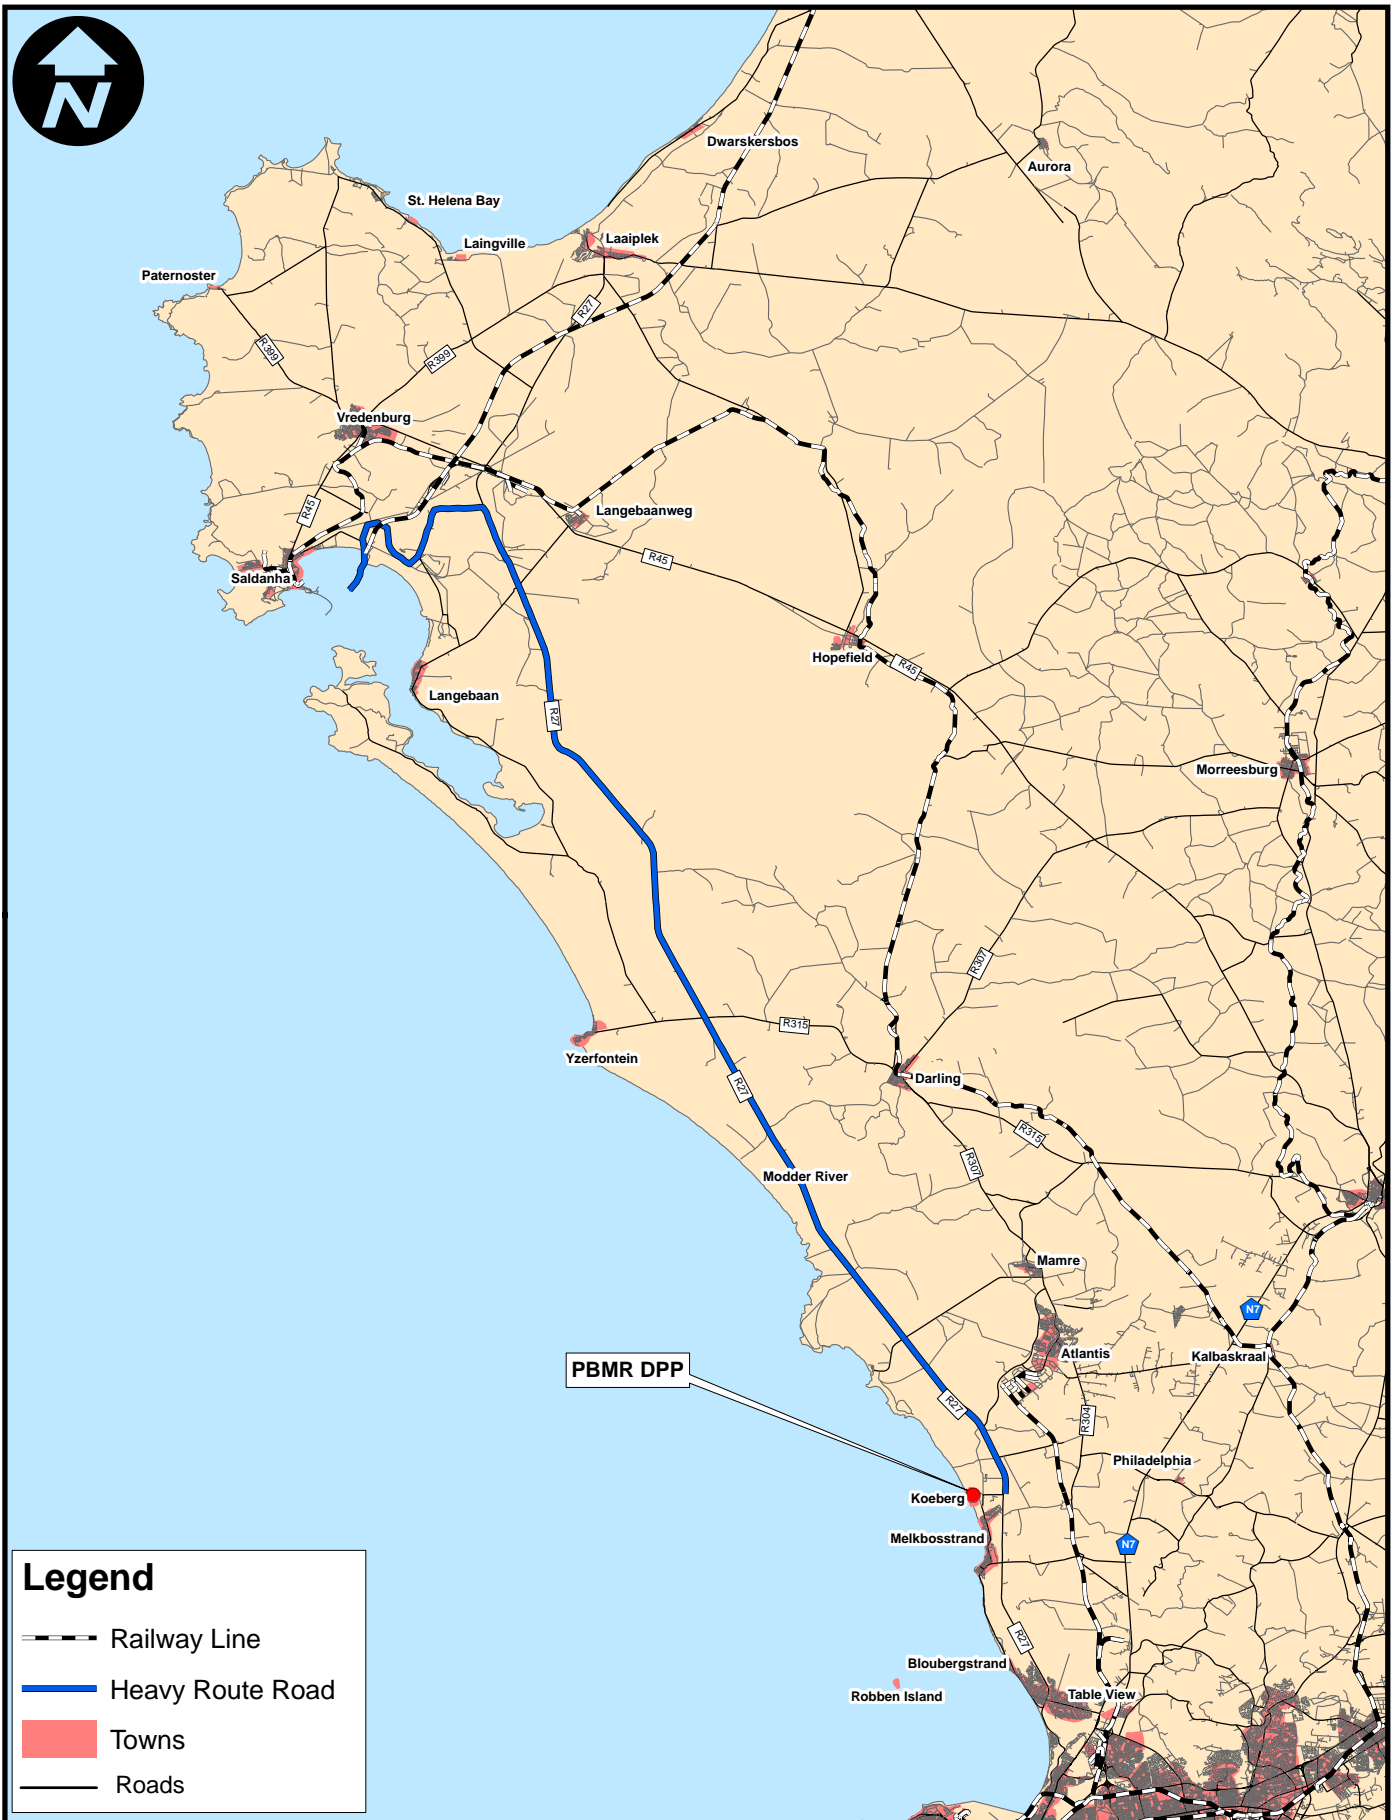 N
Dwarskersbos
Aurora
St. Helena Bay
Laaiplek
Laingville
Paternoster
R27
R399
R399
Vredenburg
R45
Langebaanweg
R45
Saldanha
Hopefield
R45
Langebaan
R27
Morreesburg
R307
R315
Yzerfontein
Darling
R27
R315
R307
Modder River
Mamre
N7
Atlantis
Kalbaskraal
PBMR DPP
R27
R304
Philadelphia
Koeberg
Melkbosstrand
N7
R27
Bloubergstrand
Table View
Robben Island
Legend
Railway Line
Heavy Route Road
Towns
Roads